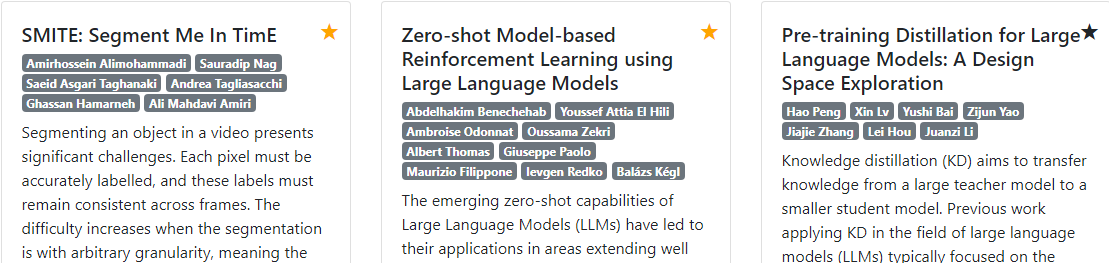 SMITE: Segment Me In TimE
Amirhossein Alimohammadi Sauradip Nag
Saeid Asgari Taghanaki Andrea Tagliasacchi
Ghassan Hamarneh Ali Mahdavi Amiri
Segmenting an object in a video presents
significant challenges. Each pixel must be
accurately labelled, and these labels must
remain consistent across frames. The
difficulty increases when the segmentation
is with arbitrary granularity, meaning the
Zero-shot Model-based
Reinforcement Learning using
Large Language Models
Abdelhakim Benechehab Youssef Attia El Hili
Ambroise Odonnat Oussama Zekri
Albert Thomas Giuseppe Paolo
Maurizio Filippone Ievgen Redko Balázs Kégl
The emerging zero-shot capabilities of
Large Language Models (LLMs) have led to
their applications in areas extending well
Pre-training Distillation for Large
Language Models: A Design
Space Exploration
Hao Peng Xin Lv Yushi Bai Zijun Yao
Jiajie Zhang Lei Hou Juanzi Li
Knowledge distillation (KD) aims to transfer
knowledge from a large teacher model to a
smaller student model. Previous work
applying KD in the field of large language
models (LLMs) typically focused on the